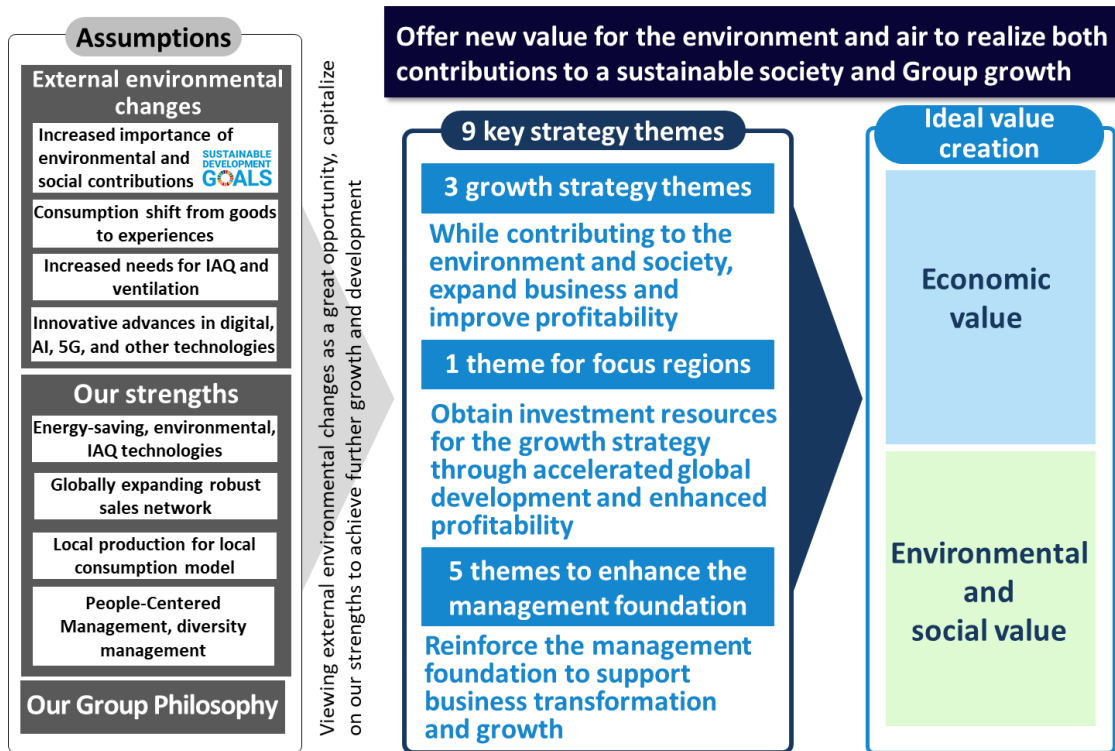 Assumptions
External environmental
changes
Increased importance of
environmental and
social contributions
SUSTAINABLE
DEVELOPMENT
GOALS
Consumption shift from goods
to experiences
Increased needs for IAQ and
ventilation
Innovative advances in digital,
AI, 5G, and other technologies
Our strengths
Energy-saving, environmental,
IAQ technologies
Globally expanding robust
sales network
Local production for local
consumption model
People-Centered
Management, diversity
management
Our Group Philosophy
Viewing external environmental changes as a great opportunity, capitalize
on our strengths to achieve further growth and development
Offer new value for the environment and air to realize both
contributions to a sustainable society and Group growth
9 key strategy themes
3 growth strategy themes
While contributing to the
environment and society,
expand business and
improve profitability
1 theme for focus regions
Obtain investment resources
for the growth strategy
through accelerated global
development and enhanced
profitability
5 themes to enhance the
management foundation
Reinforce the management
foundation to support
business transformation
and growth
Ideal value
creation
Economic
value
Environmental
and
social value